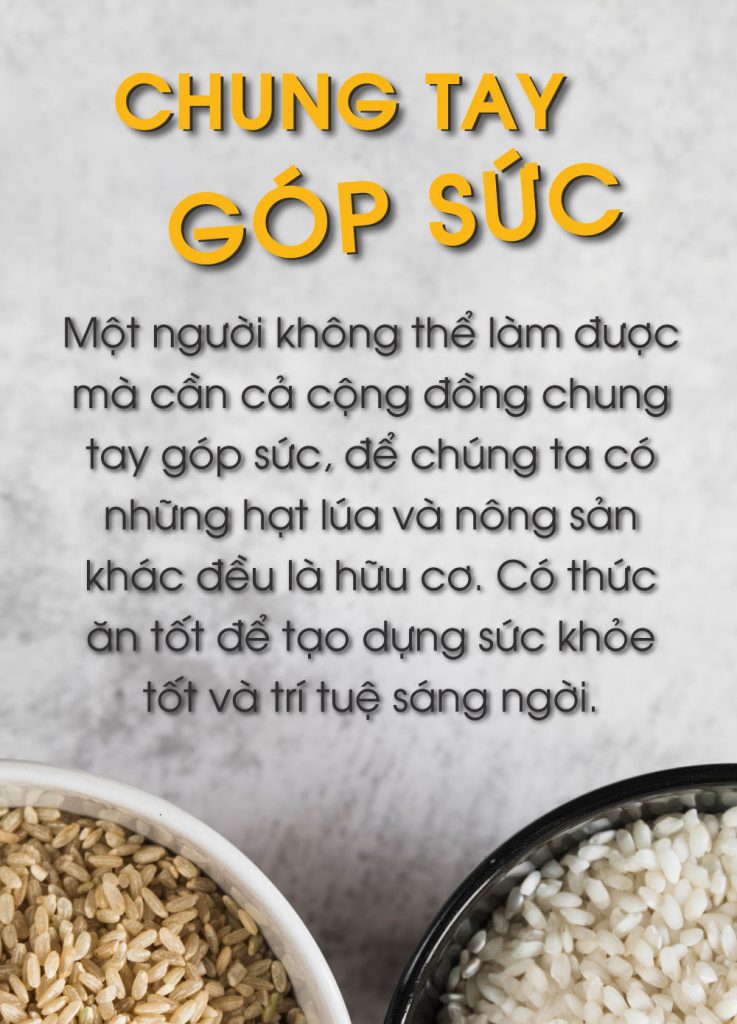 CHUNG TAY
GÓP SỨC
Một người không thể làm được
mà cần cả cộng đồng chung
tay góp sức, để chúng ta có
những hạt lúa và nông sản
khác đều là hữu cơ. Có thức
ăn tốt để tạo dựng sức khỏe
tốt và trí tuệ sáng ngời.